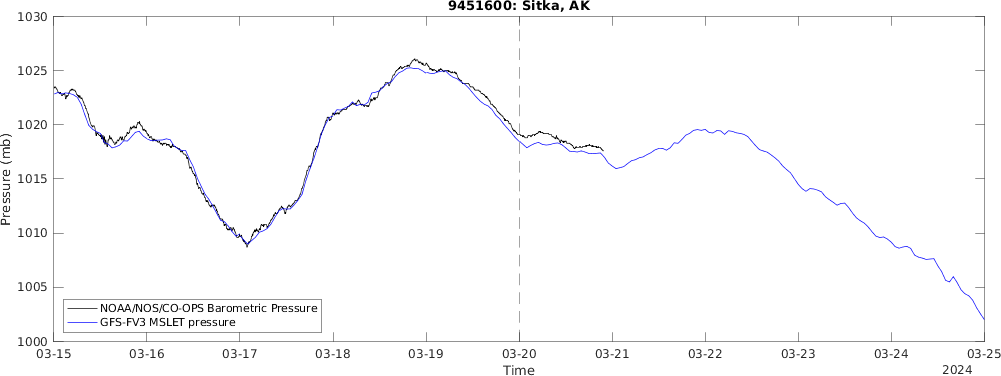 9451600: Sitka, AK
Pressure (mb)
1030
1025
1020
1015
1010
1005
1000
NOAA/NOS/CO-OPS Barometric Pressure
GFS-FV3 MSLET pressure
03-15 03-16 03-17 03-18 03-19 03-20 03-21 03-22 03-23 03-24 03-25
Time
2024